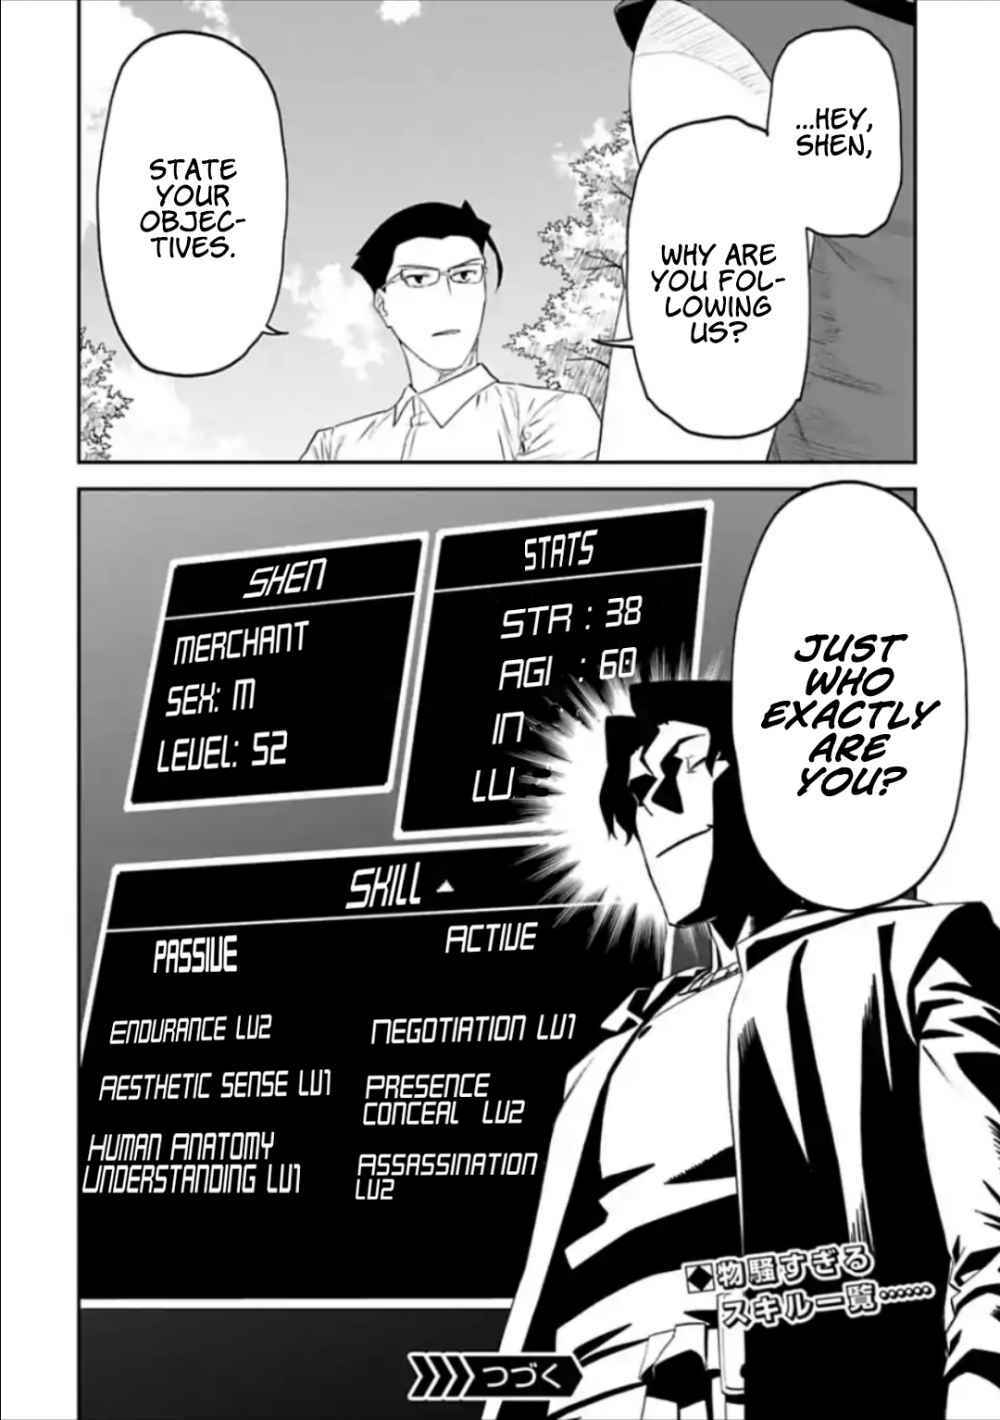 ...HEY,
SHEN,
WHY ARE
YOU FOL-
LOWING
US?
STATE
YOUR
OBJEC-
TIVES.
JUST
WHO
EXACTLY
ARE
YOU?
SHEN
MERCHANT
SEX: M
LEVEL: 52
STATS
STR : 38
AGI : 60
IN
LU
SKILL ▲
PASSIVE
ENDURANCE LV2
AESTHETIC SENSE LV1
HUMAN ANATOMY
UNDERSTANDING LV1
ACTIVE
NEGOTIATION LV1
PRESENCE
CONCEAL LV2
ASSASSINATION
LV2
◆物騒すぎる
スキル一覧……
つづく